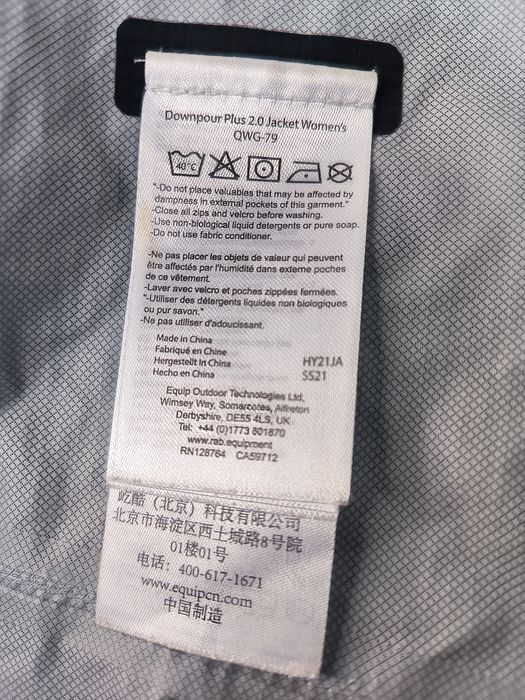 Downpour Plus 2.0 Jacket Women's
QWG-79
40°C
"-Do not place valuables that may be affected by
dampness in external pockets of this garment."
-Close all zips and velcro before washing.
-Use non-biological liquid detergents or pure soap.
-Do not use fabric conditioner.
-Ne pas placer les objets de valeur qui peuvent
être affectés par l'humidité dans externe poches
de ce vêtement.
-Laver avec velcro et poches zippées fermées.
"-Utiliser des détergents liquides non biologiques
ou pur savon."
-Ne pas utiliser d'adoucissant.
Made in China
Fabriqué en Chine
Hergestellt in China HY21JA
Hecho en China SS21
Equip Outdoor Technologies Ltd,
Wimsey Way, Somercotes, Alfreton
Derbyshire, DE55 4LS, UK
Tel: +44 (0)1773 601870
www.rab.equipment
RN128764 CA59712
屹酷（北京）科技有限公司
北京市海淀区西土城路8号院
01楼01号
电话：400-617-1671
www.equipcn.com
中国制造